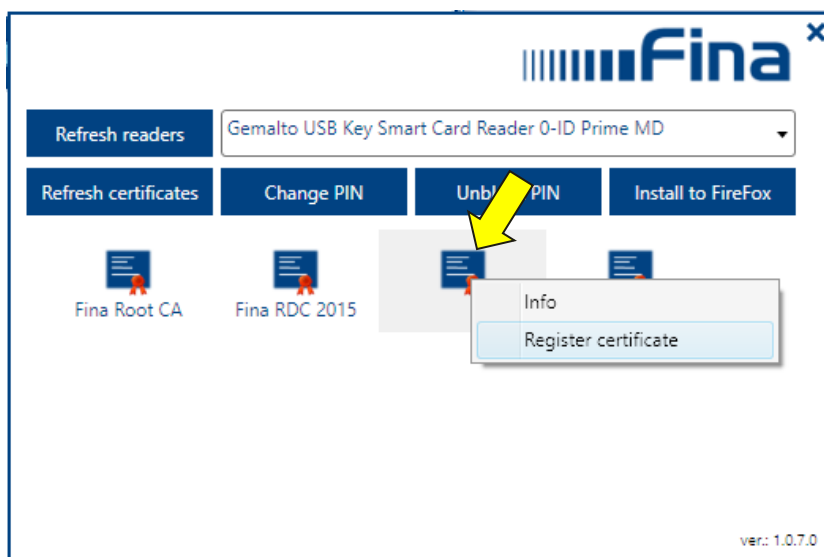 Fina
Refresh readers
Gemalto USB Key Smart Card Reader 0-ID Prime MD
Refresh certificates
Change PIN
PIN
Install to FireFox
Fina Root CA
Fina RDC 2015
Info
Register certificate
ver.: 1.0.7.0